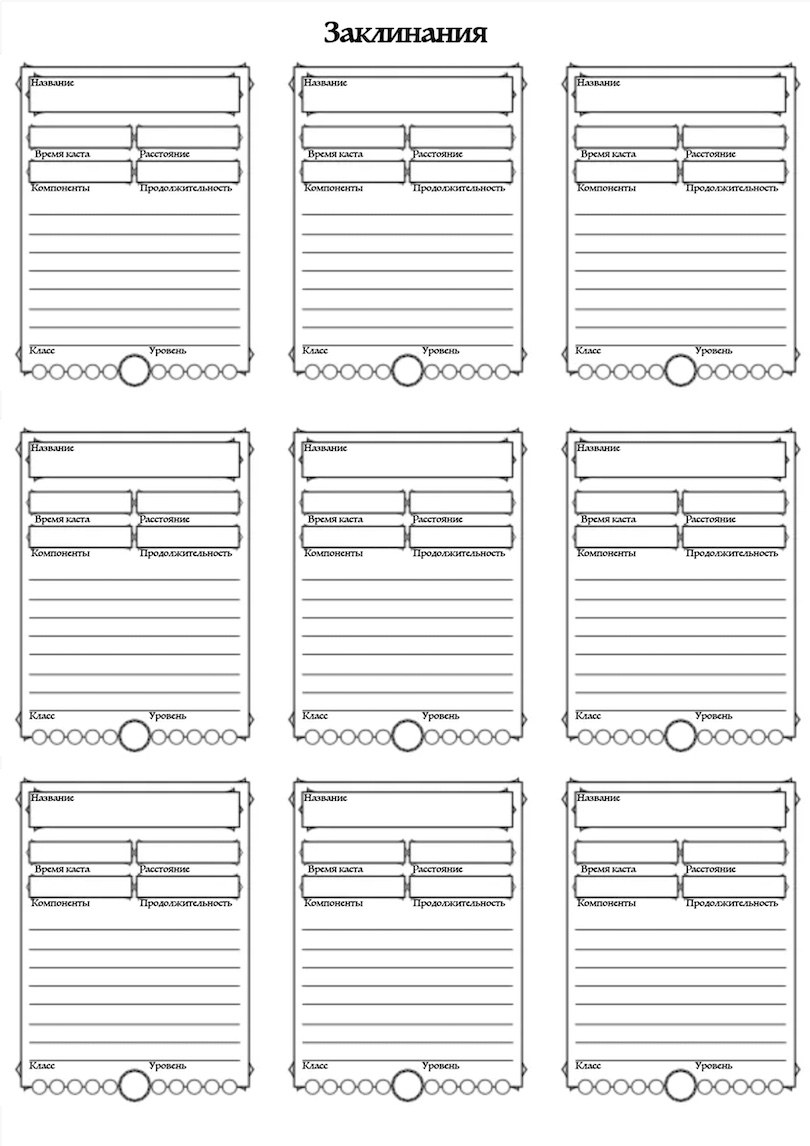 Заклинания
Название Название Название
Время каста Расстояние Время каста Расстояние Время каста Расстояние
Компоненты Продолжительность Компоненты Продолжительность Компоненты Продолжительность
Класс Уровень Класс Уровень Класс Уровень
Название Название Название
Время каста Расстояние Время каста Расстояние Время каста Расстояние
Компоненты Продолжительность Компоненты Продолжительность Компоненты Продолжительность
Класс Уровень Класс Уровень Класс Уровень
Название Название Название
Время каста Расстояние Время каста Расстояние Время каста Расстояние
Компоненты Продолжительность Компоненты Продолжительность Компоненты Продолжительность
Класс Уровень Класс Уровень Класс Уровень